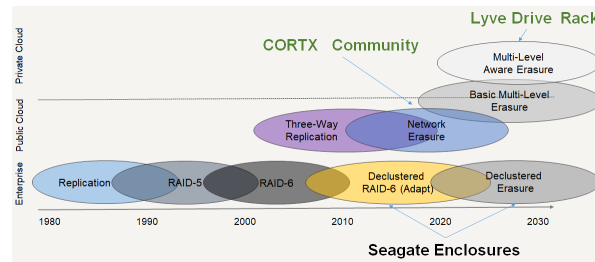 Lyve Drive Rack
CORTX Community
Private Cloud
Multi-Level
Aware Erasure
Basic Multi-Level
Erasure
Public Cloud
Three-Way
Replication
Network
Erasure
Enterprise
Replication
RAID-5
RAID-6
Declustered
RAID-6 (Adapt)
Declustered
Erasure
1980 1990 2000 2010 2020 2030
Seagate Enclosures